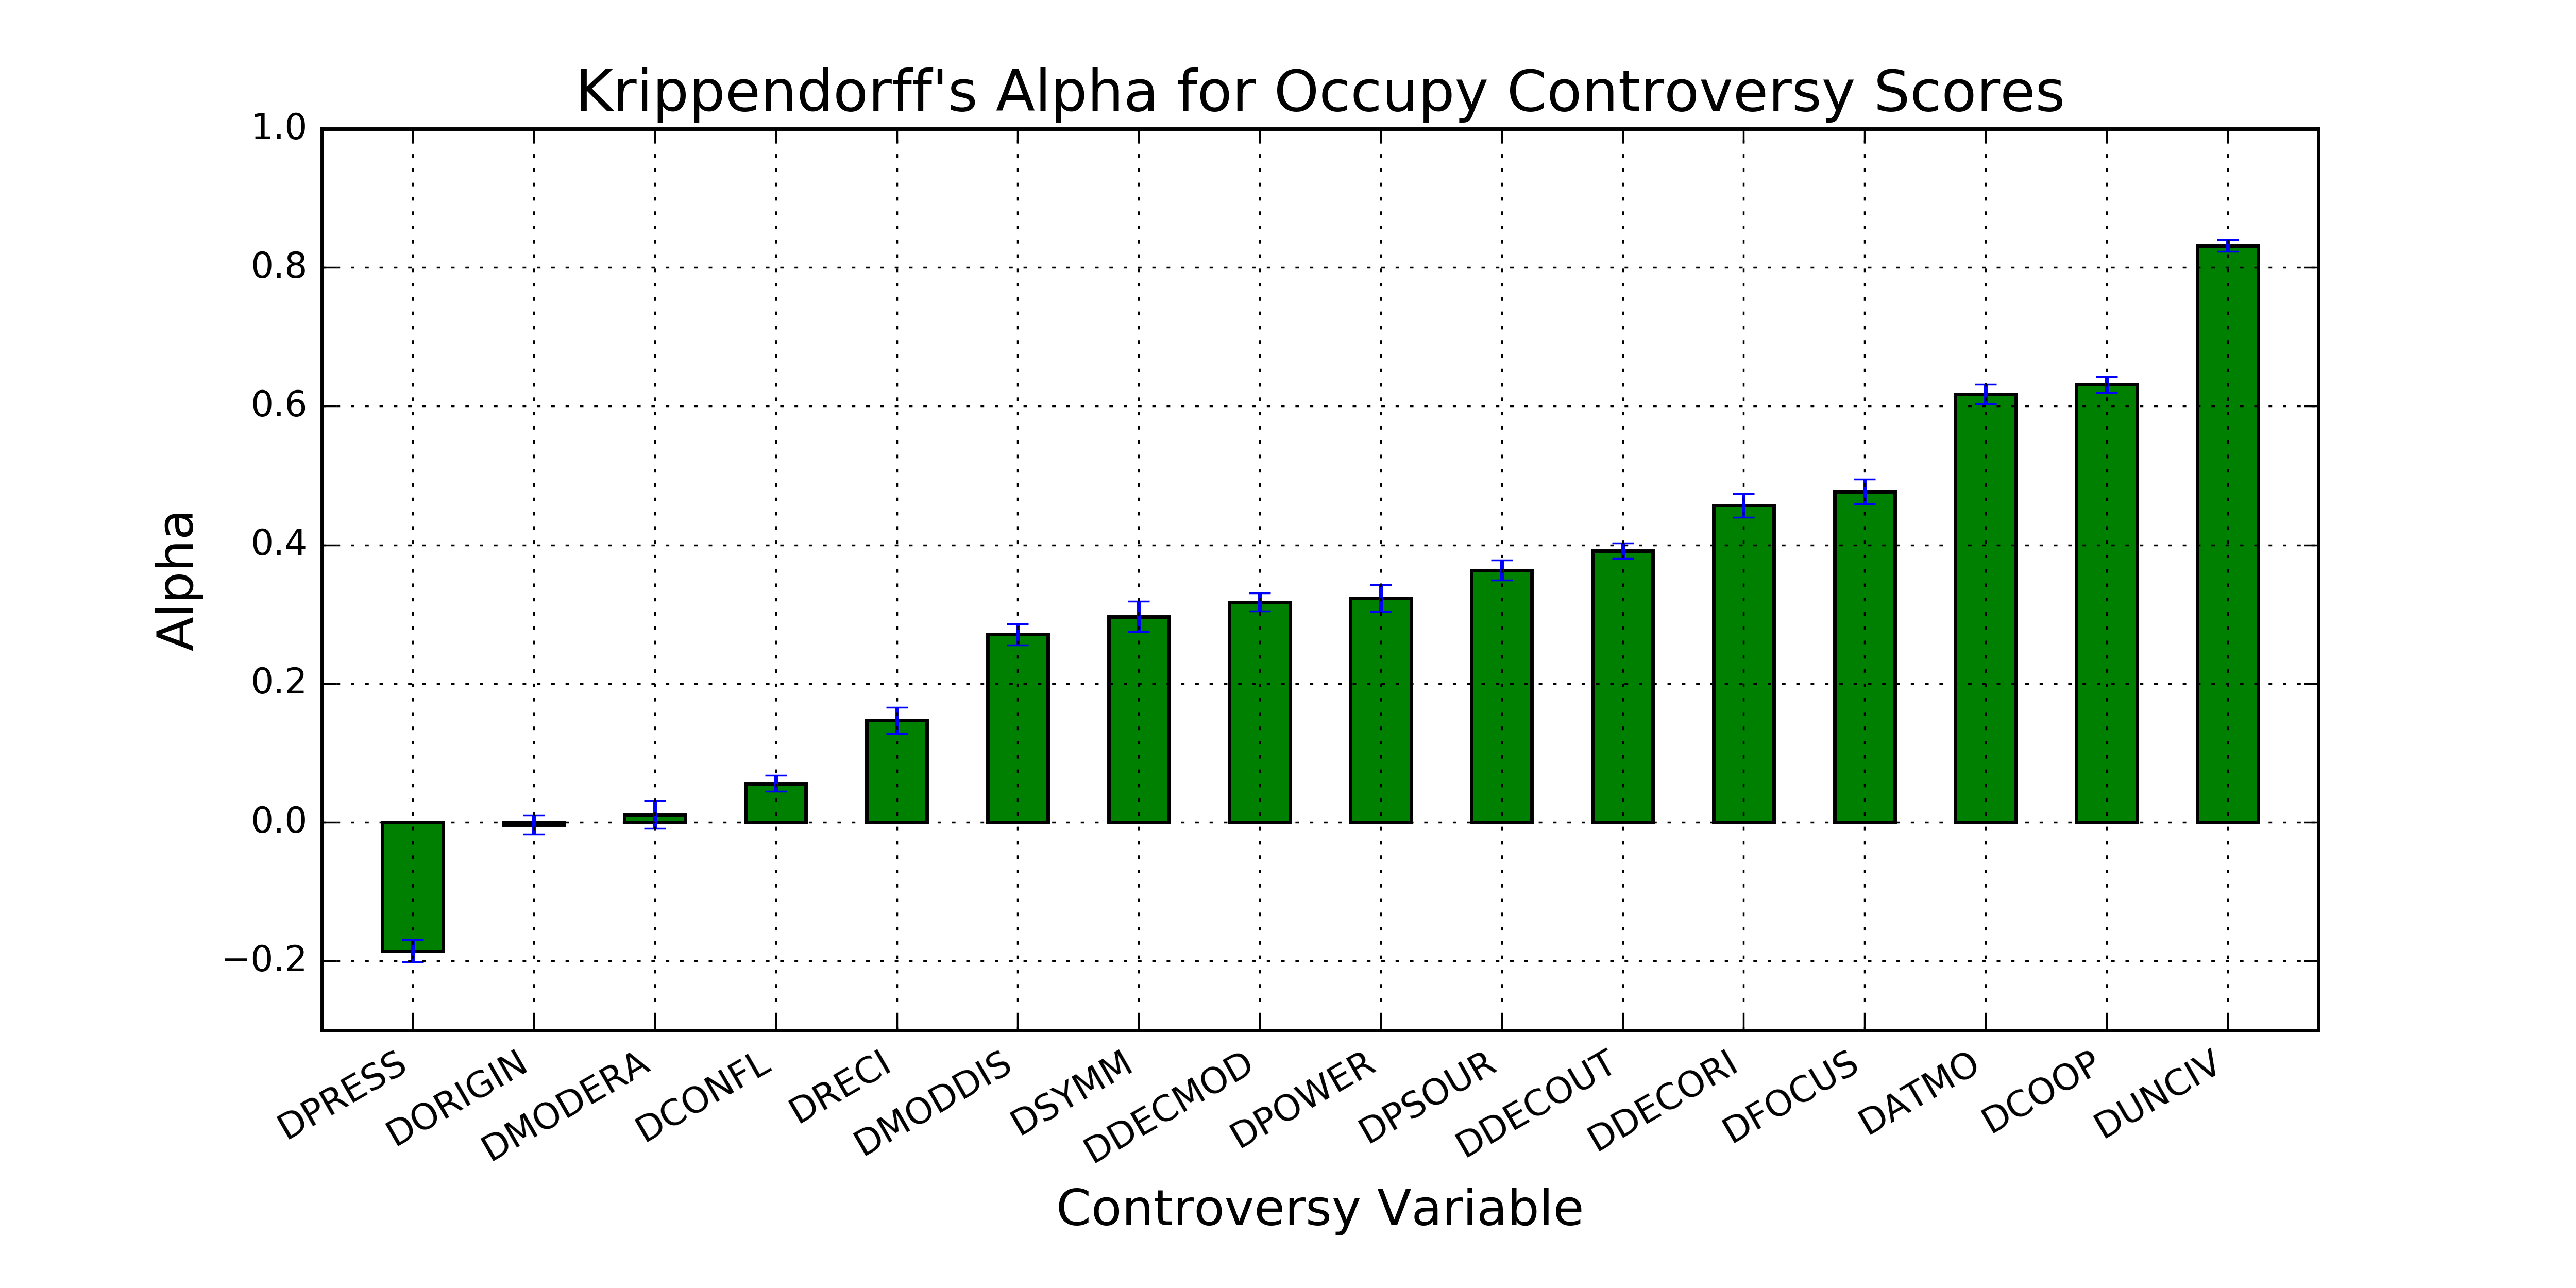 Krippendorff's Alpha for Occupy Controversy Scores
1.0
0.8
0.6
0.4
0.2
0.0
−0.2
Alpha
DPRESS
DORIGIN
DMODERA
DCONFL
DRECI
DMODDIS
DSYMM
DDECMOD
DPOWER
DPSOUR
DDECOUT
DDECORI
DFOCUS
DATMO
DCOOP
DUNCIV
Controversy Variable